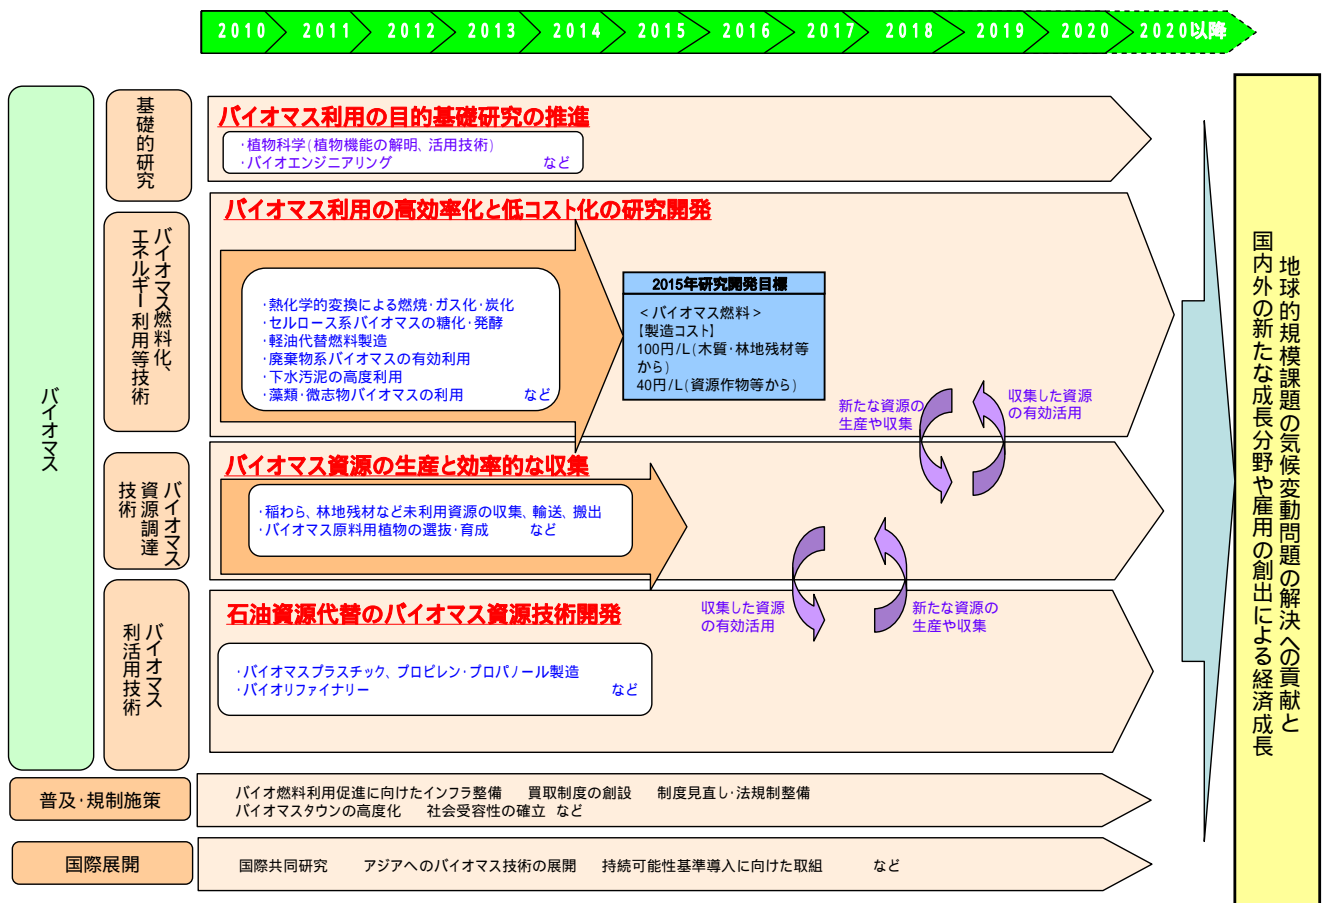 2010 2011 2012 2013 2014 2015 2016 2017 2018 2019 2020 2020以降
バイオマス
基礎的研究
バイオマス利用の目的基礎研究の推進
･植物科学(植物機能の解明、活用技術)
･バイオエンジニアリング など
バイオマス燃料化、
エネルギー利用等技術
バイオマス利用の高効率化と低コスト化の研究開発
･熱化学的変換による燃焼･ガス化･炭化
･セルロース系バイオマスの糖化･発酵
･軽油代替燃料製造
･廃棄物系バイオマスの有効利用
･下水汚泥の高度利用
･藻類･微志物バイオマスの利用 など
2015年研究開発目標
＜バイオマス燃料＞
【製造コスト】
100円/L(木質･林地残材等
から)
40円/L(資源作物等から)
新たな資源の
生産や収集
収集した資源
の有効活用
バイオマス
資源調達
技術
バイオマス資源の生産と効率的な収集
･稲わら、林地残材など未利用資源の収集、輸送、搬出
･バイオマス原料用植物の選抜･育成 など
収集した資源
の有効活用
新たな資源の
生産や収集
バイオマス
利活用技術
石油資源代替のバイオマス資源技術開発
･バイオマスプラスチック、プロピレン･プロパノール製造
･バイオリファイナリー など
普及･規制施策
バイオ燃料利用促進に向けたインフラ整備 買取制度の創設 制度見直し･法規制整備
バイオマスタウンの高度化 社会受容性の確立 など
国際展開
国際共同研究 アジアへのバイオマス技術の展開 持続可能性基準導入に向けた取組 など
地球的規模課題の気候変動問題の解決への貢献と
国内外の新たな成長分野や雇用の創出による経済成長